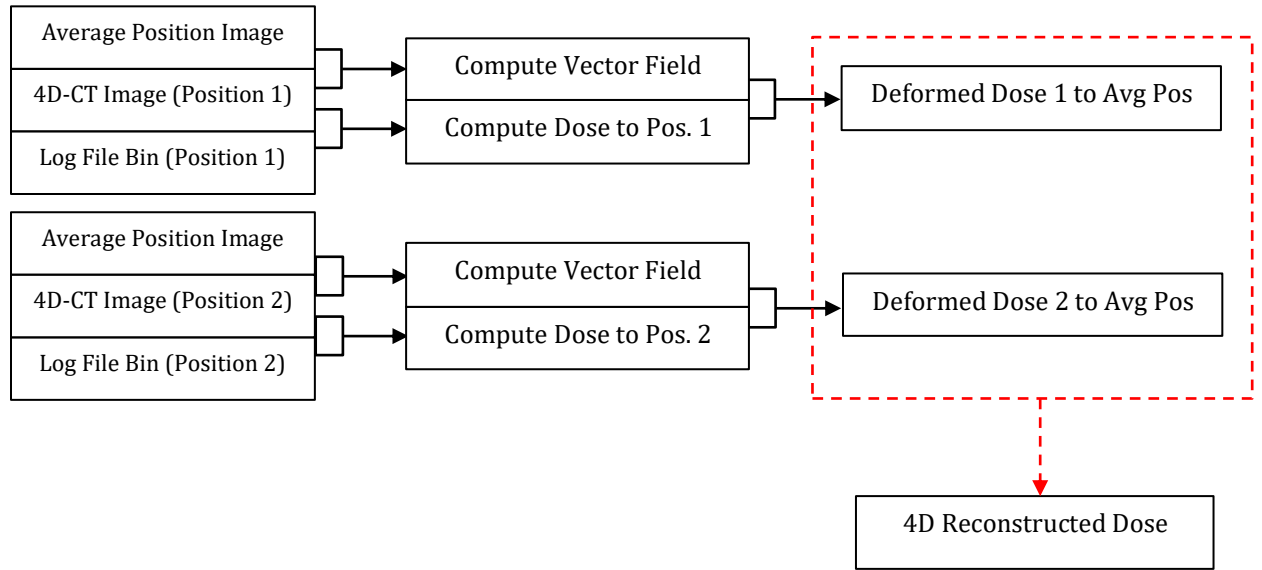 Average Position Image
4D-CT Image (Position 1)
Log File Bin (Position 1)
Compute Vector Field
Compute Dose to Pos. 1
Deformed Dose 1 to Avg Pos
Average Position Image
4D-CT Image (Position 2)
Log File Bin (Position 2)
Compute Vector Field
Compute Dose to Pos. 2
Deformed Dose 2 to Avg Pos
4D Reconstructed Dose